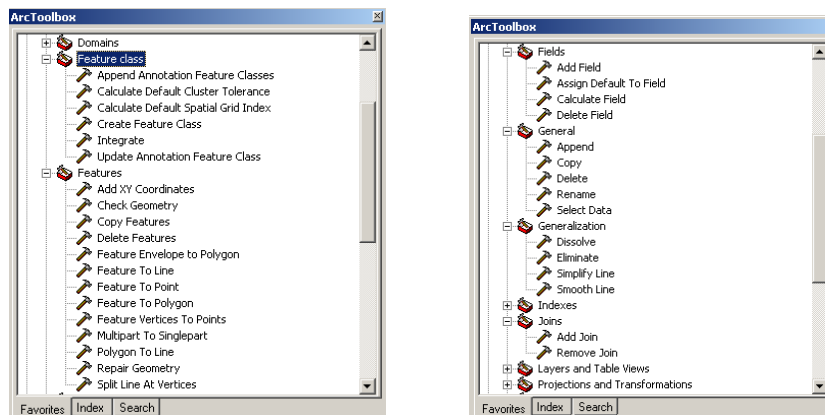 ArcToolbox
Domains
Feature class
Append Annotation Feature Classes
Calculate Default Cluster Tolerance
Calculate Default Spatial Grid Index
Create Feature Class
Integrate
Update Annotation Feature Class
Features
Add XY Coordinates
Check Geometry
Copy Features
Delete Features
Feature Envelope to Polygon
Feature To Line
Feature To Point
Feature To Polygon
Feature Vertices To Points
Multipart To Singlepart
Polygon To Line
Repair Geometry
Split Line At Vertices
Favorites Index Search
ArcToolbox
Fields
Add Field
Assign Default To Field
Calculate Field
Delete Field
General
Append
Copy
Delete
Rename
Select Data
Generalization
Dissolve
Eliminate
Simplify Line
Smooth Line
Indexes
Joins
Add Join
Remove Join
Layers and Table Views
Projections and Transformations
Favorites Index Search